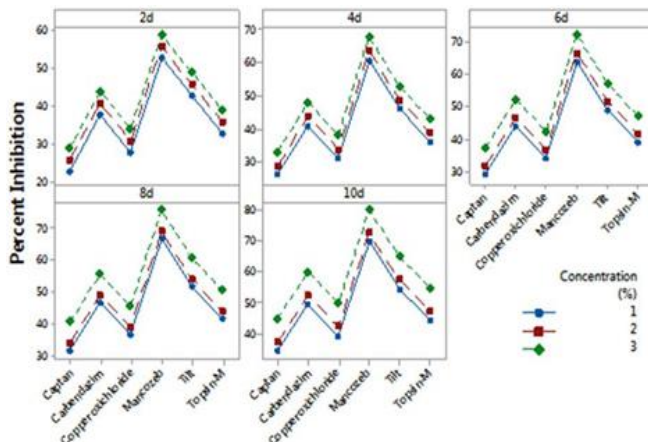 2d
4d
6d
60
50
40
30
20
70
60
50
40
30
70
60
50
40
30
Captan
Carbendazim
Copperoxichloride
Mancozeb
Tilt
Topsin-M
8d
10d
70
60
50
40
30
80
70
60
50
40
Percent Inhibition
Captan
Carbendazim
Copperoxichloride
Mancozeb
Tilt
Topsin-M
Captan
Carbendazim
Copperoxichloride
Mancozeb
Tilt
Topsin-M
Concentration
(%)
1
2
3